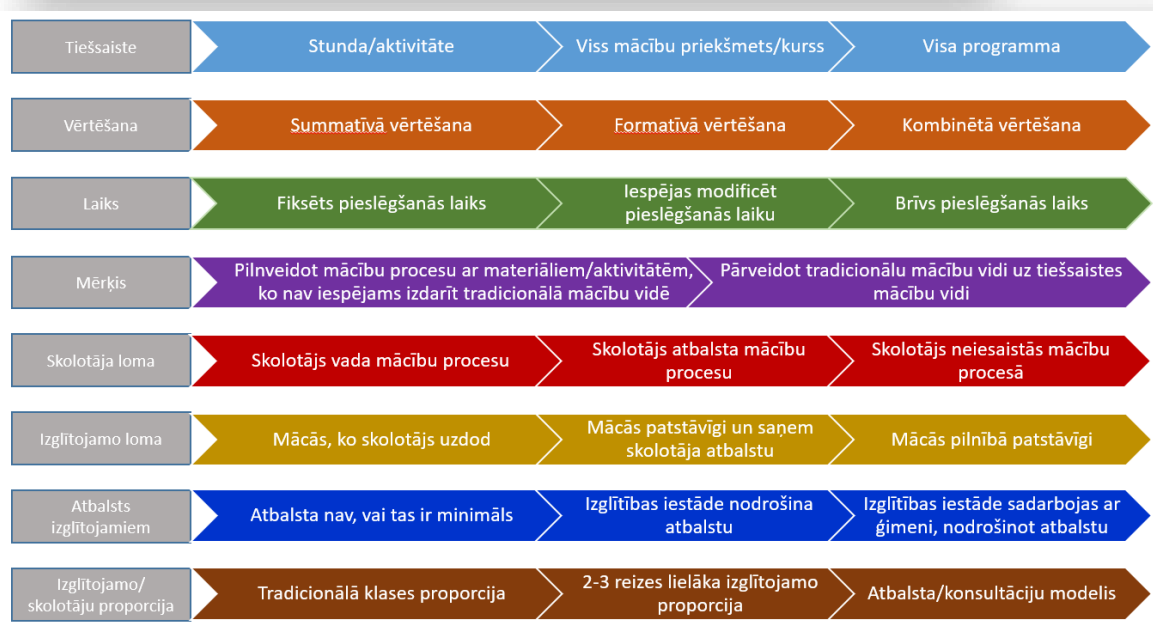 Tiešsaiste
Stunda/aktivitāte
Viss mācību priekšmets/kurss
Visa programma
Vērtēšana
Summatīvā vērtēšana
Formatīvā vērtēšana
Kombinētā vērtēšana
Laiks
Fiksēts pieslēgšanās laiks
Iespējas modificēt
pieslēgšanās laiku
Brīvs pieslēgšanās laiks
Mērķis
Pilnveidot mācību procesu ar materiāliem/aktivitātēm,
ko nav iespējams izdarīt tradicionālā mācību vidē
Pārveidot tradicionālu mācību vidi uz tiešsaistes
mācību vidi
Skolotāja loma
Skolotājs vada mācību procesu
Skolotājs atbalsta mācību
procesu
Skolotājs neiesaistās mācību
procesā
Izglītojamo loma
Mācās, ko skolotājs uzdod
Mācās patstāvīgi un saņem
skolotāja atbalstu
Mācās pilnībā patstāvīgi
Atbalsts
izglītojamiem
Atbalsta nav, vai tas ir minimāls
Izglītības iestāde nodrošina
atbalstu
Izglītības iestāde sadarbojas ar
ģimeni, nodrošinot atbalstu
Izglītojamo/
skolotāju proporcija
Tradicionālā klases proporcija
2-3 reizes lielāka izglītojamo
proporcija
Atbalsta/konsultāciju modelis